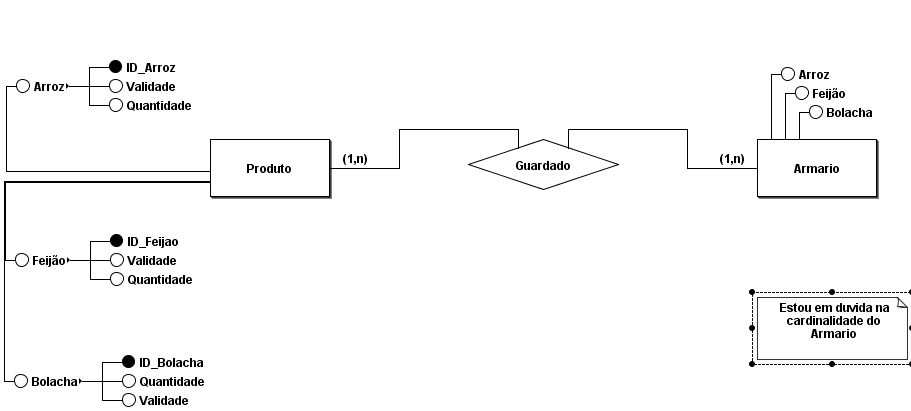 ID_Arroz
Arroz
Validade
Quantidade
Arroz
Feijão
Bolacha
Produto
(1,n)
Guardado
(1,n)
Armario
ID_Feijao
Feijão
Validade
Quantidade
Estou em duvida na
cardinalidade do
Armario
ID_Bolacha
Bolacha
Quantidade
Validade